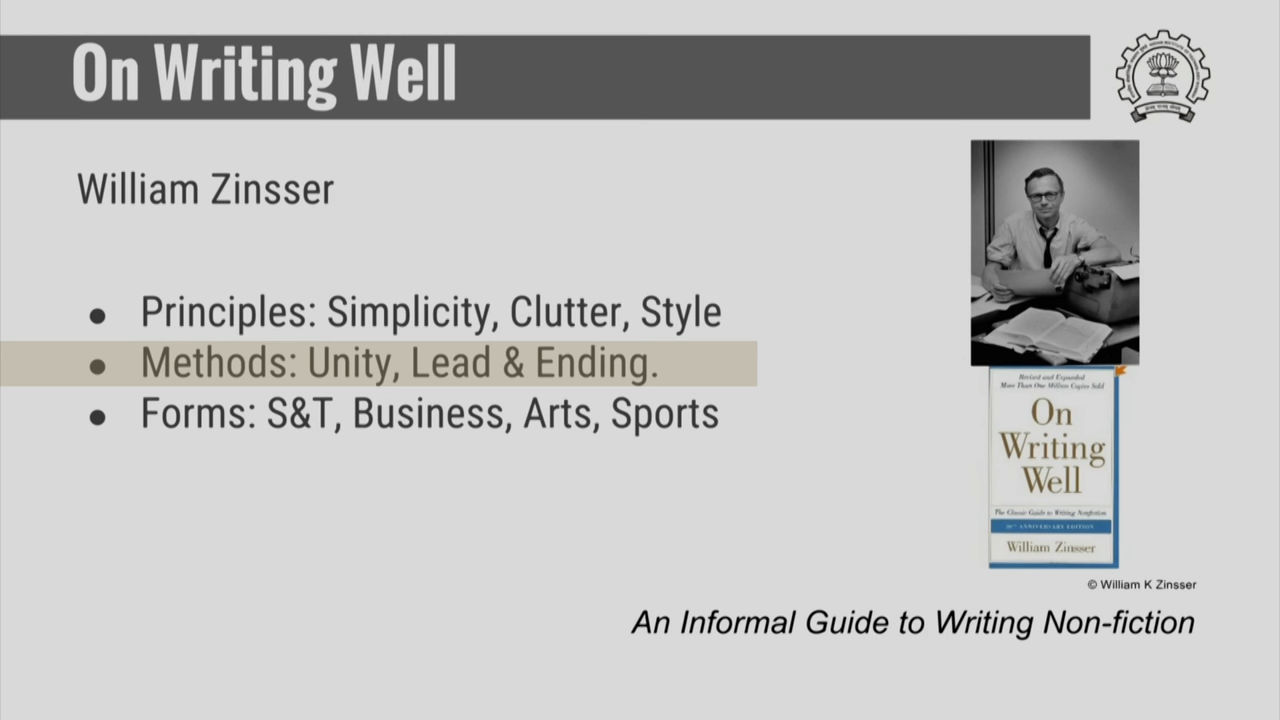 On Writing Well
William Zinsser
● Principles: Simplicity, Clutter, Style
● Methods: Unity, Lead & Ending.
● Forms: S&T, Business, Arts, Sports
Revised and Expanded
More Than One Million Copies Sold
On
Writing
Well
The Classic Guide to Writing Nonfiction
ANNIVERSARY EDITION
William Zinsser
© William K Zinsser
An Informal Guide to Writing Non-fiction